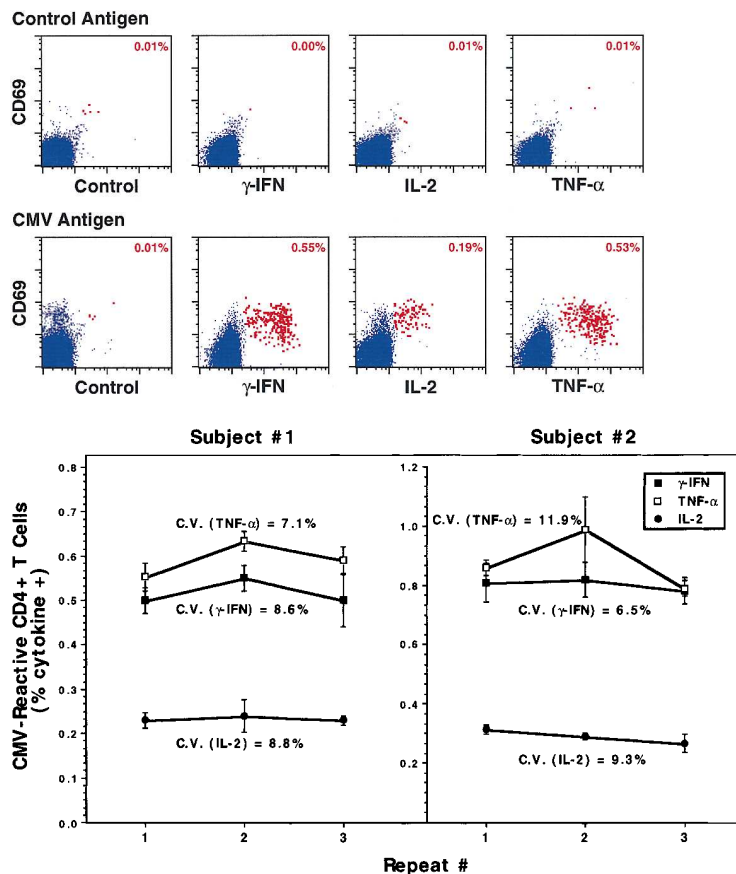 Control Antigen
0.01%
0.00%
0.01%
0.01%
CD69
Control
γ-IFN
IL-2
TNF-α
CMV Antigen
0.01%
0.55%
0.19%
0.53%
CD69
Control
γ-IFN
IL-2
TNF-α
Subject #1
Subject #2
CMV-Reactive CD4+ T Cells
(% cytokine +)
0.8
0.7
0.6
0.5
0.4
0.3
0.2
0.1
0.0
C.V. (TNF-α) = 7.1%
C.V. (γ-IFN) = 8.6%
C.V. (IL-2) = 8.8%
1.2
1.0
0.8
0.6
0.4
0.2
γ-IFN
TNF-α
IL-2
C.V. (TNF-α) = 11.9%
C.V. (γ-IFN) = 6.5%
C.V. (IL-2) = 9.3%
1 2 3
1 2 3
Repeat #